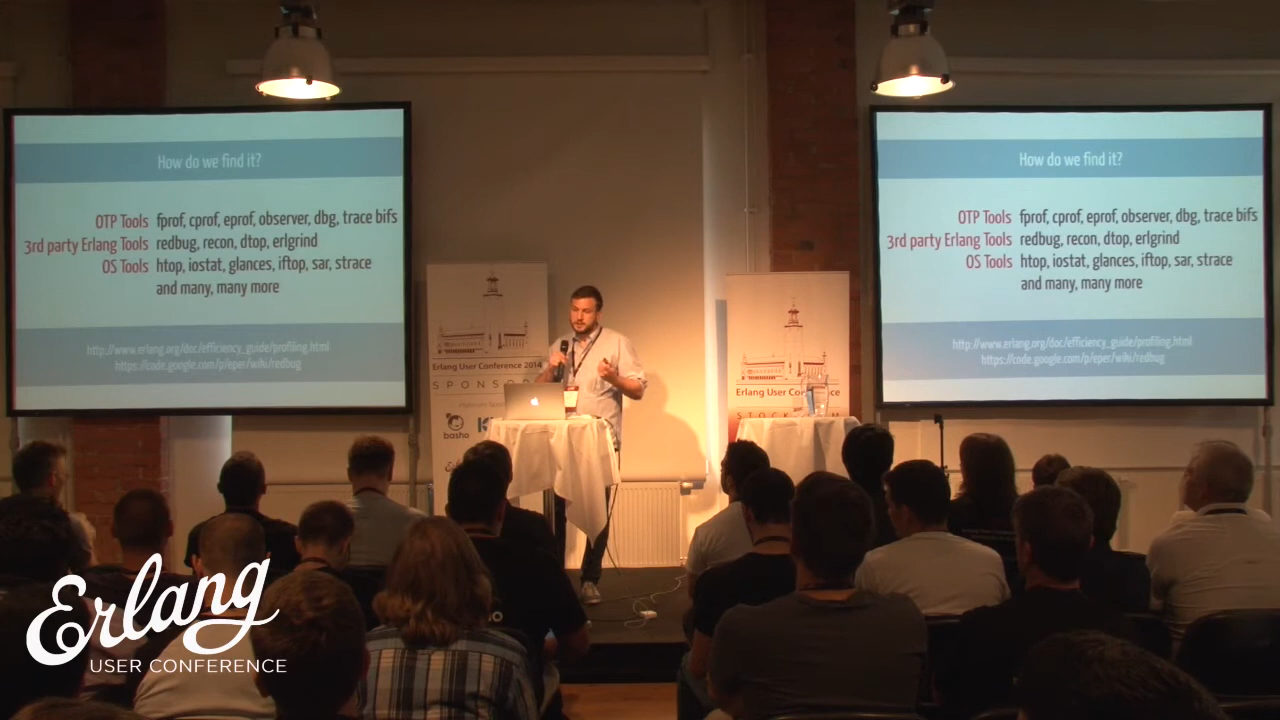 How do we find it?
OTP Tools fprof, cprof, eprof, observer, dbg, trace bifs
3rd party Erlang Tools redbug, recon, dtop, erlgrind
OS Tools htop, iostat, glances, iftop, sar, strace
and many, many more
http://www.erlang.org/doc/efficiency_guide/profiling.html
https://code.google.com/p/eper/wiki/redbug
How do we find it?
OTP Tools fprof, cprof, eprof, observer, dbg, trace bifs
3rd party Erlang Tools redbug, recon, dtop, erlgrind
OS Tools htop, iostat, glances, iftop, sar, strace
and many, many more
http://www.erlang.org/doc/efficiency_guide/profiling.html
https://code.google.com/p/eper/wiki/redbug
Erlang User Conference 2014
SPONSO
basho
Erlang User Co
Erlang
USER CONFERENCE